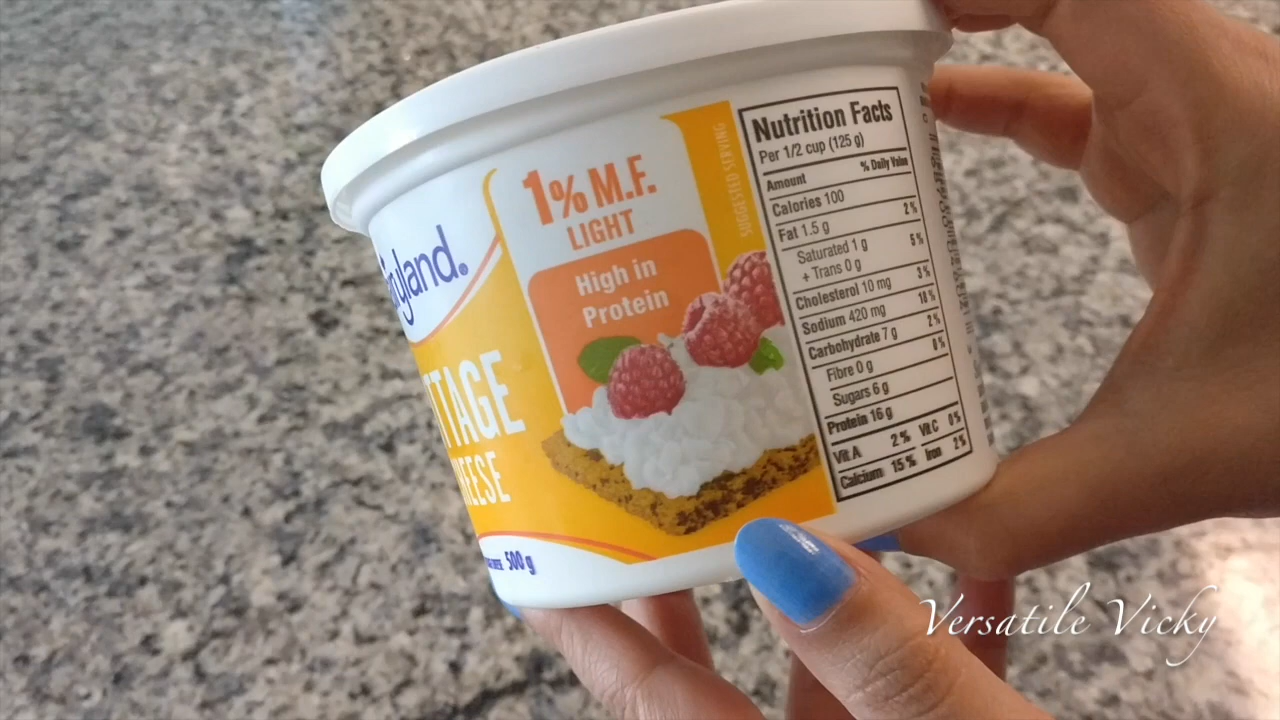 1% M.F.
LIGHT
High in
Protein
SUGGESTED SERVING
500 g
Nutrition Facts
Per 1/2 cup (125 g)
Amount % Daily Value
Calories 100
Fat 1.5 g 2%
Saturated 1 g 5%
+ Trans 0 g
Cholesterol 10 mg 3%
Sodium 420 mg 18%
Carbohydrate 7 g 2%
Fibre 0 g 0%
Sugars 6 g
Protein 16 g
Vit A 2% Vit C 0%
Calcium 15% Iron 2%
Versatile Vicky